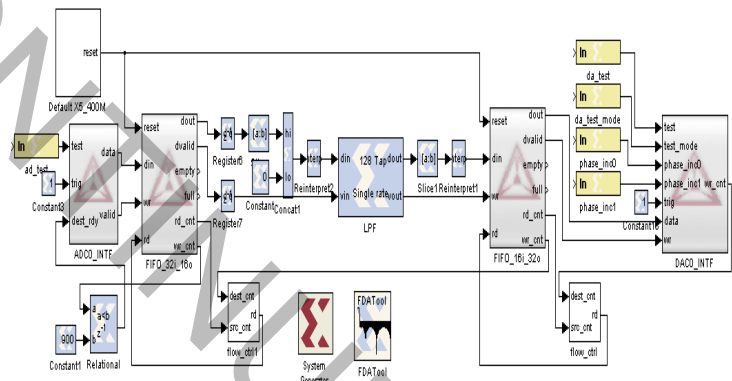 reset
Default X5_400M
In
ad_test
1
Constant3
test
data
trig
valid
dest_rdy
ADC0_INTF
reset
dout
dvalid
din
empty
wr
full
rd_cnt
rd
wr_cnt
FIFO_32i_16o
Register6
[a:b]
Register7
0
Constant
hi
lo
Concat1
Reinterpret2
din
128 Tap
dout
vin
Single rate
vout
LPF
[a:b]
Slice1
Reinterpret1
reset
dout
dvalid
din
empty
full
wr
rd_cnt
rd
wr_cnt
FIFO_16i_32o
In
da_test
In
da_test_mode
In
phase_inc0
In
phase_inc1
1
test
test_mode
phase_inc0
phase_inc1
wr_cnt
trig
data
wr
DAC0_INTF
900
Constant1
a
a<b
z-1
b
Relational
dest_cnt
rd
src_cnt
flow_ctrl1
System
Generator
FDATool
FDATool
dest_cnt
rd
src_cnt
flow_ctrl